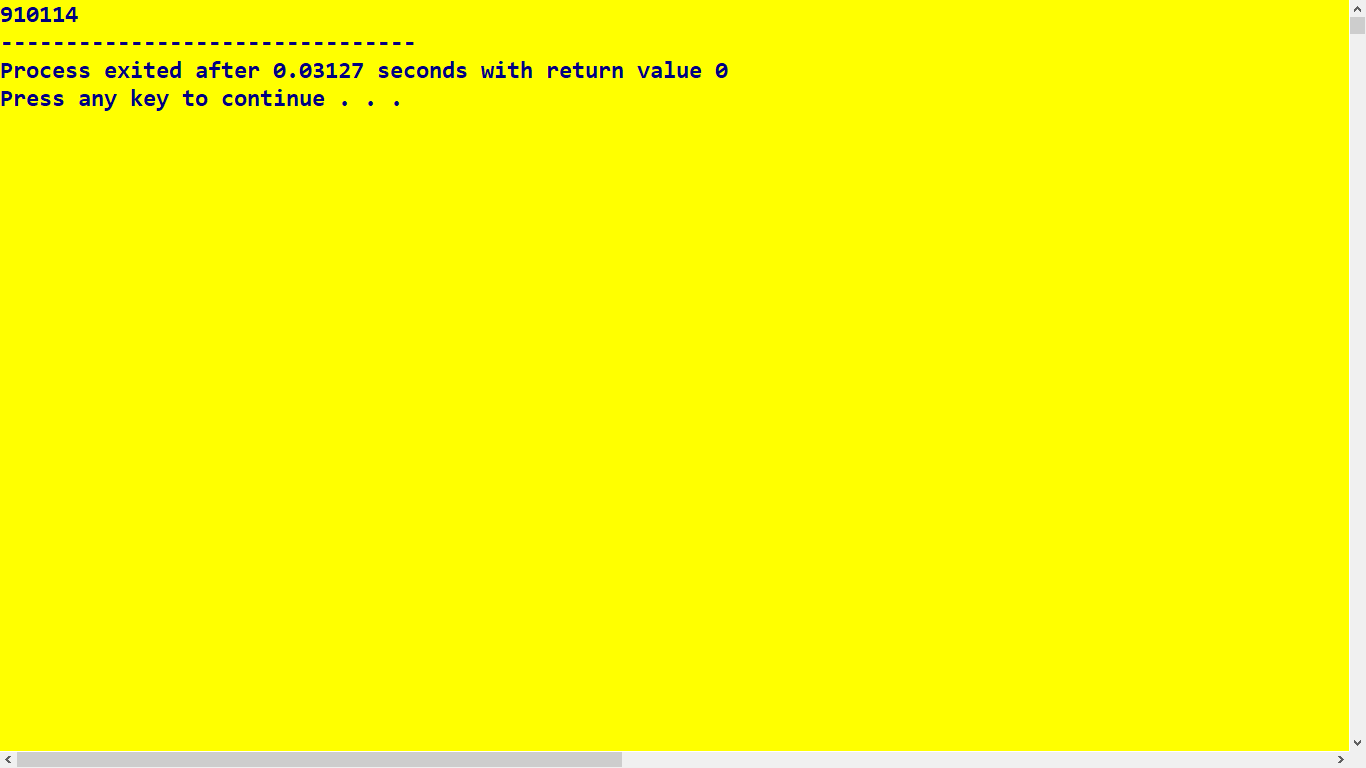 910114
--------------------------------
Process exited after 0.03127 seconds with return value 0
Press any key to continue . . .